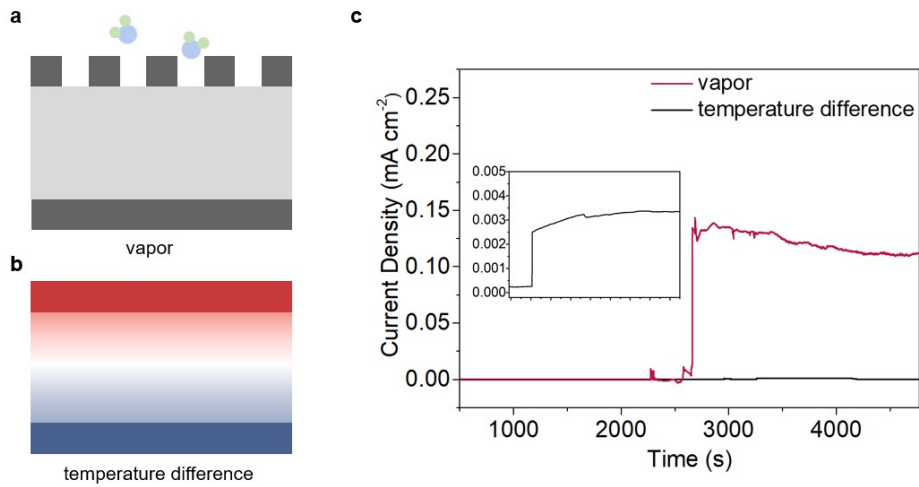 a
vapor
b
temperature difference
c
vapor
temperature difference
Current Density (mA cm⁻²)
0.25
0.20
0.15
0.10
0.05
0.00
0.005
0.004
0.003
0.002
0.001
0.000
1000 2000 3000 4000
Time (s)